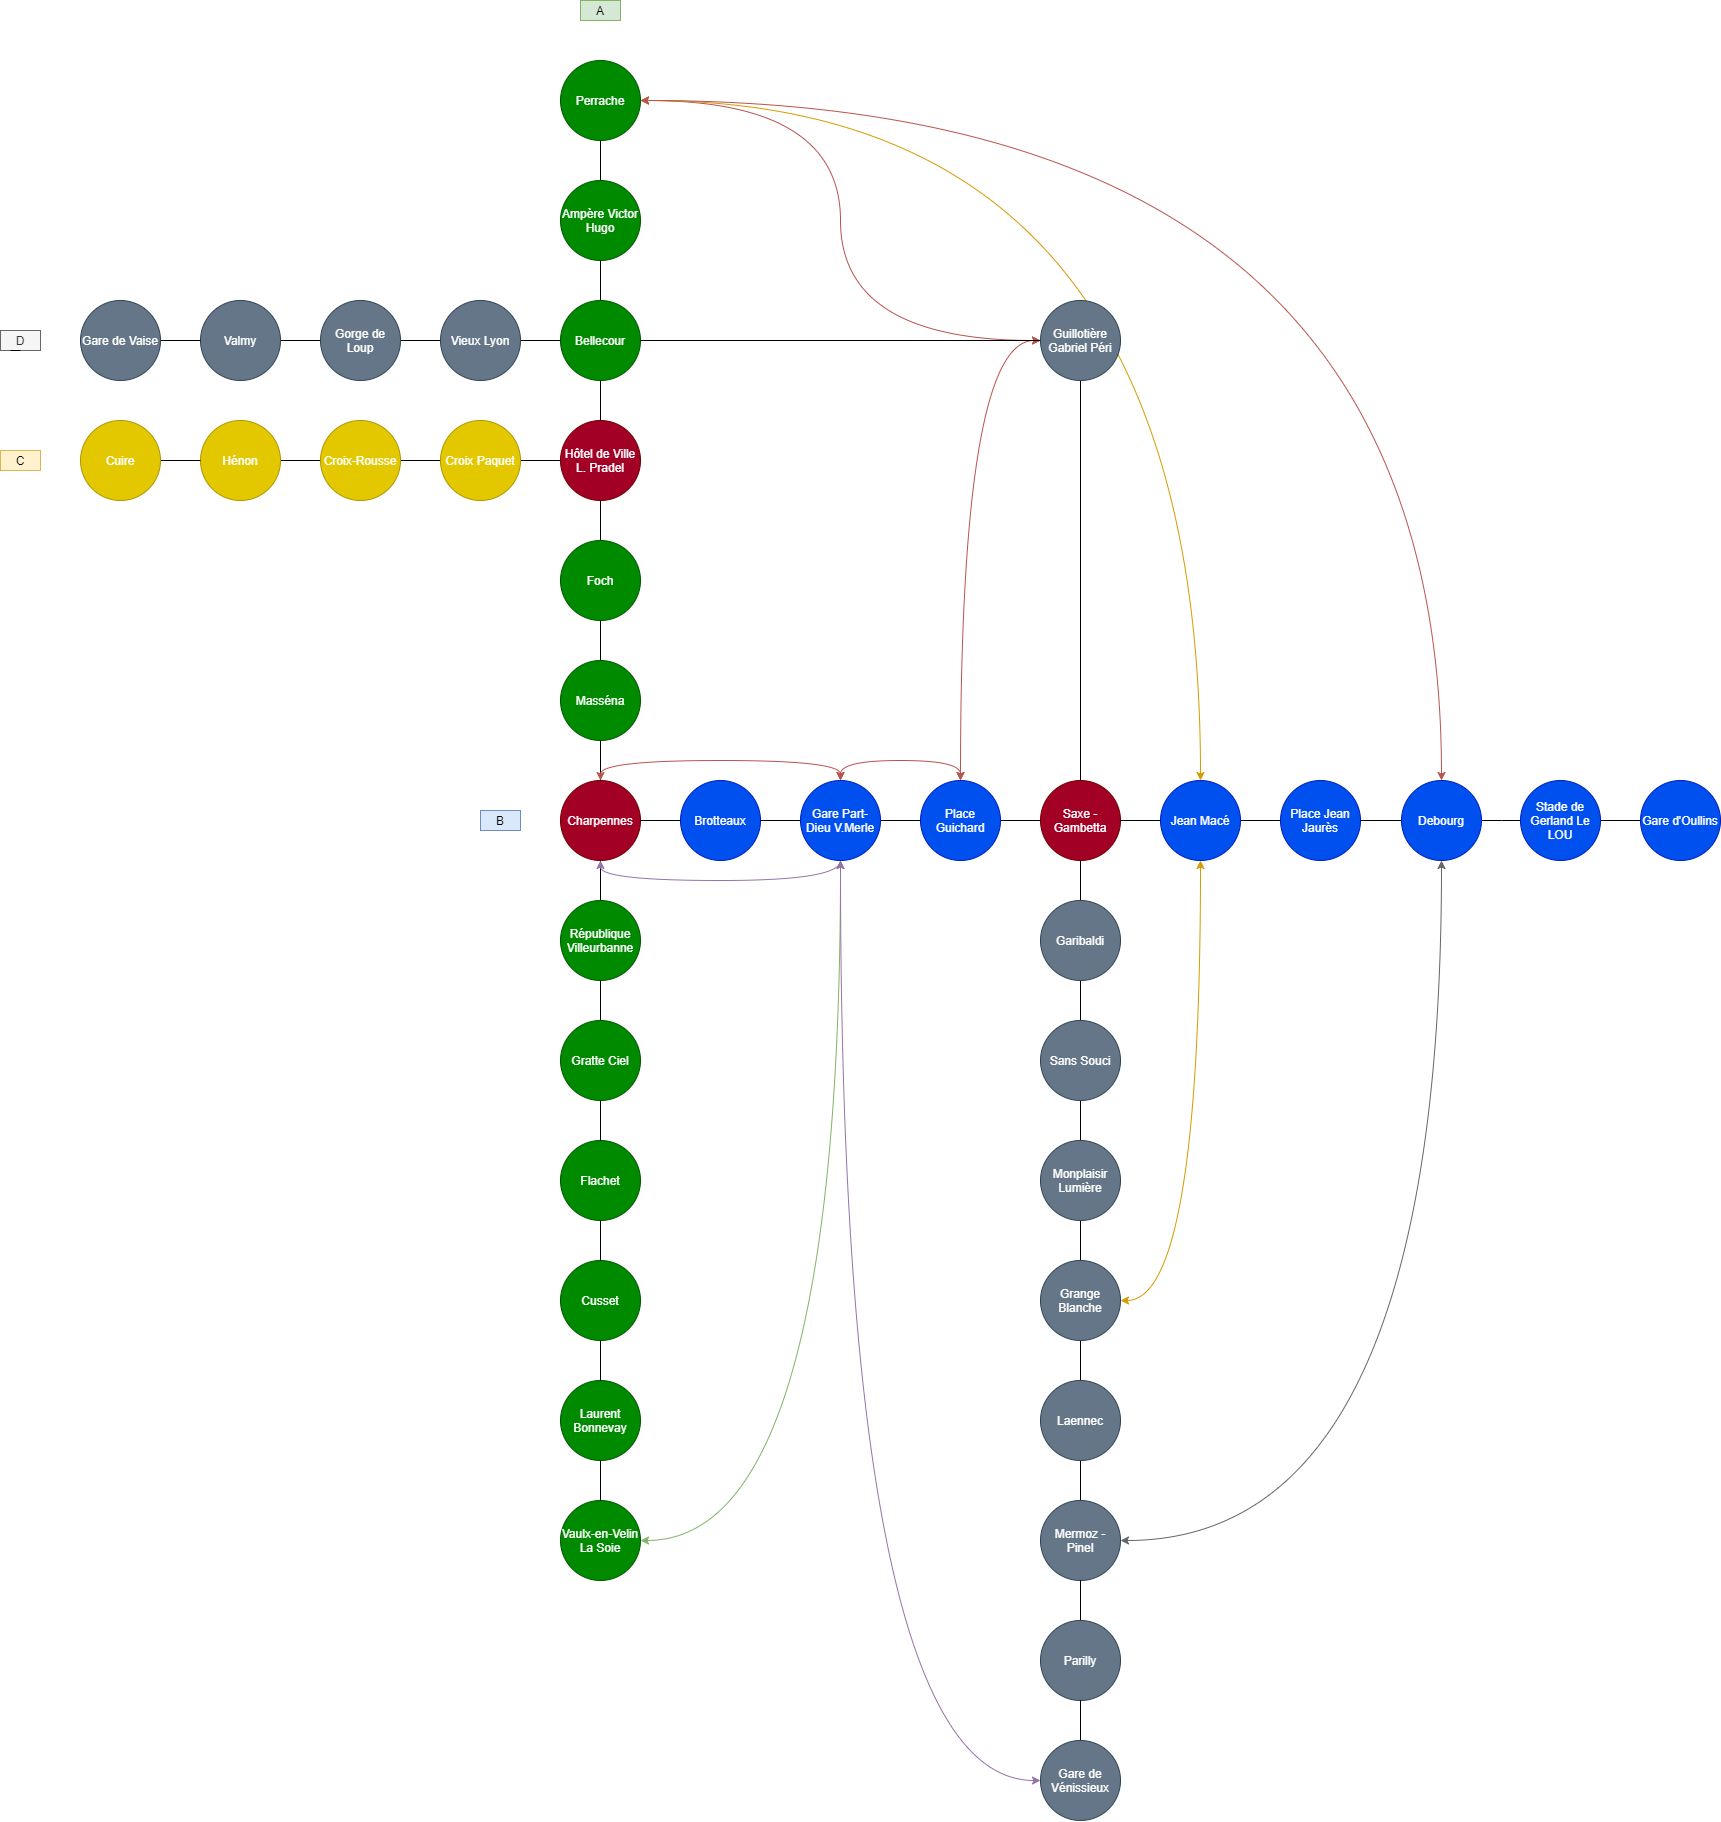 A
Perrache
Ampère Victor
Hugo
D
Gare de Vaise
Valmy
Gorge de
Loup
Vieux Lyon
Bellecour
Guillotière
Gabriel Péri
C
Cuire
Hénon
Croix-Rousse
Croix Paquet
Hôtel de Ville
L. Pradel
Foch
Masséna
B
Charpennes
Brotteaux
Gare Part-
Dieu V.Merle
Place
Guichard
Saxe -
Gambetta
Jean Macé
Place Jean
Jaurès
Debourg
Stade de
Gerland Le
LOU
Gare d'Oullins
République
Villeurbanne
Garibaldi
Gratte Ciel
Sans Souci
Flachet
Monplaisir
Lumière
Cusset
Grange
Blanche
Laurent
Bonnevay
Laennec
Vaulx-en-Velin
La Soie
Mermoz -
Pinel
Parilly
Gare de
Vénissieux